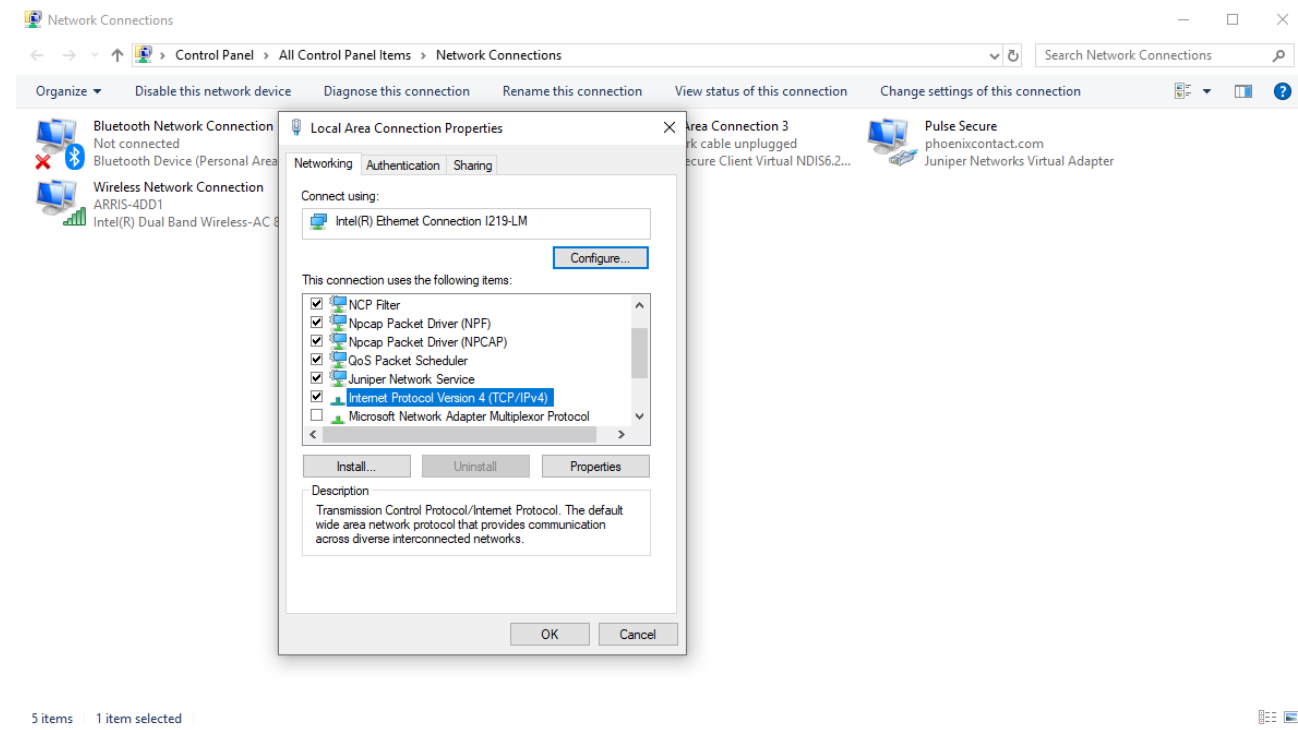 Network Connections
Control Panel > All Control Panel Items > Network Connections
Search Network Connections
Organize
Disable this network device
Diagnose this connection
Rename this connection
View status of this connection
Change settings of this connection
Bluetooth Network Connection
Not connected
Bluetooth Device (Personal Area
Wireless Network Connection
ARRIS-4DD1
Intel(R) Dual Band Wireless-AC
Local Area Connection Properties
Networking
Authentication
Sharing
Connect using:
Intel(R) Ethernet Connection I219-LM
Configure...
This connection uses the following items:
NCP Filter
Npcap Packet Driver (NPF)
Npcap Packet Driver (NPCAP)
QoS Packet Scheduler
Juniper Network Service
Internet Protocol Version 4 (TCP/IPv4)
Microsoft Network Adapter Multiplexor Protocol
Install...
Uninstall
Properties
Description
Transmission Control Protocol/Internet Protocol. The default
wide area network protocol that provides communication
across diverse interconnected networks.
OK
Cancel
Area Connection 3
rk cable unplugged
ecure Client Virtual NDIS6.2...
Pulse Secure
phoenixcontact.com
Juniper Networks Virtual Adapter
5 items
1 item selected